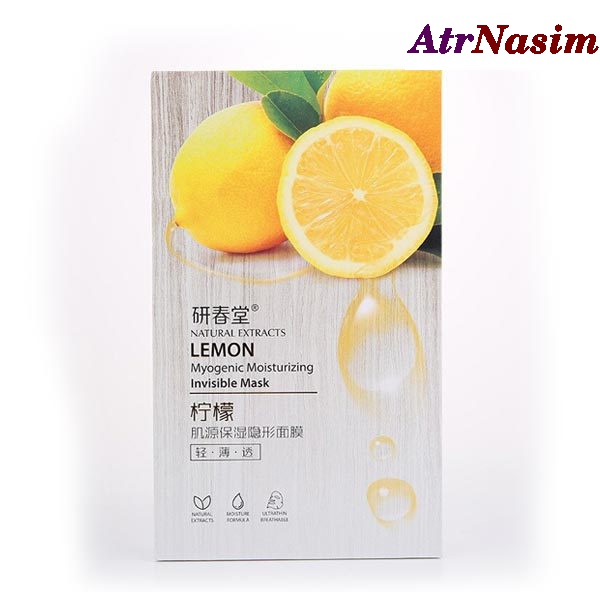 AtrNasim
研春堂®
NATURAL EXTRACTS
LEMON
Myogenic Moisturizing
Invisible Mask
柠檬
肌源保湿隐形面膜
轻·薄·透
NATURAL
EXTRACTS
MOISTURE
FORMULA
ULTRATHIN
BREATHABLE